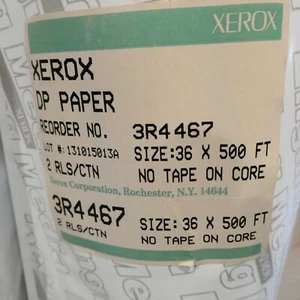 XEROX
XEROX
DP PAPER
REORDER NO. 3R4467
LOT #:131015013A SIZE:36 X 500 FT
2 RLS/CTN NO TAPE ON CORE
Xerox Corporation, Rochester, N.Y. 14644
3R4467 SIZE:36 X 500 FT
2 RLS/CTN NO TAPE ON CORE